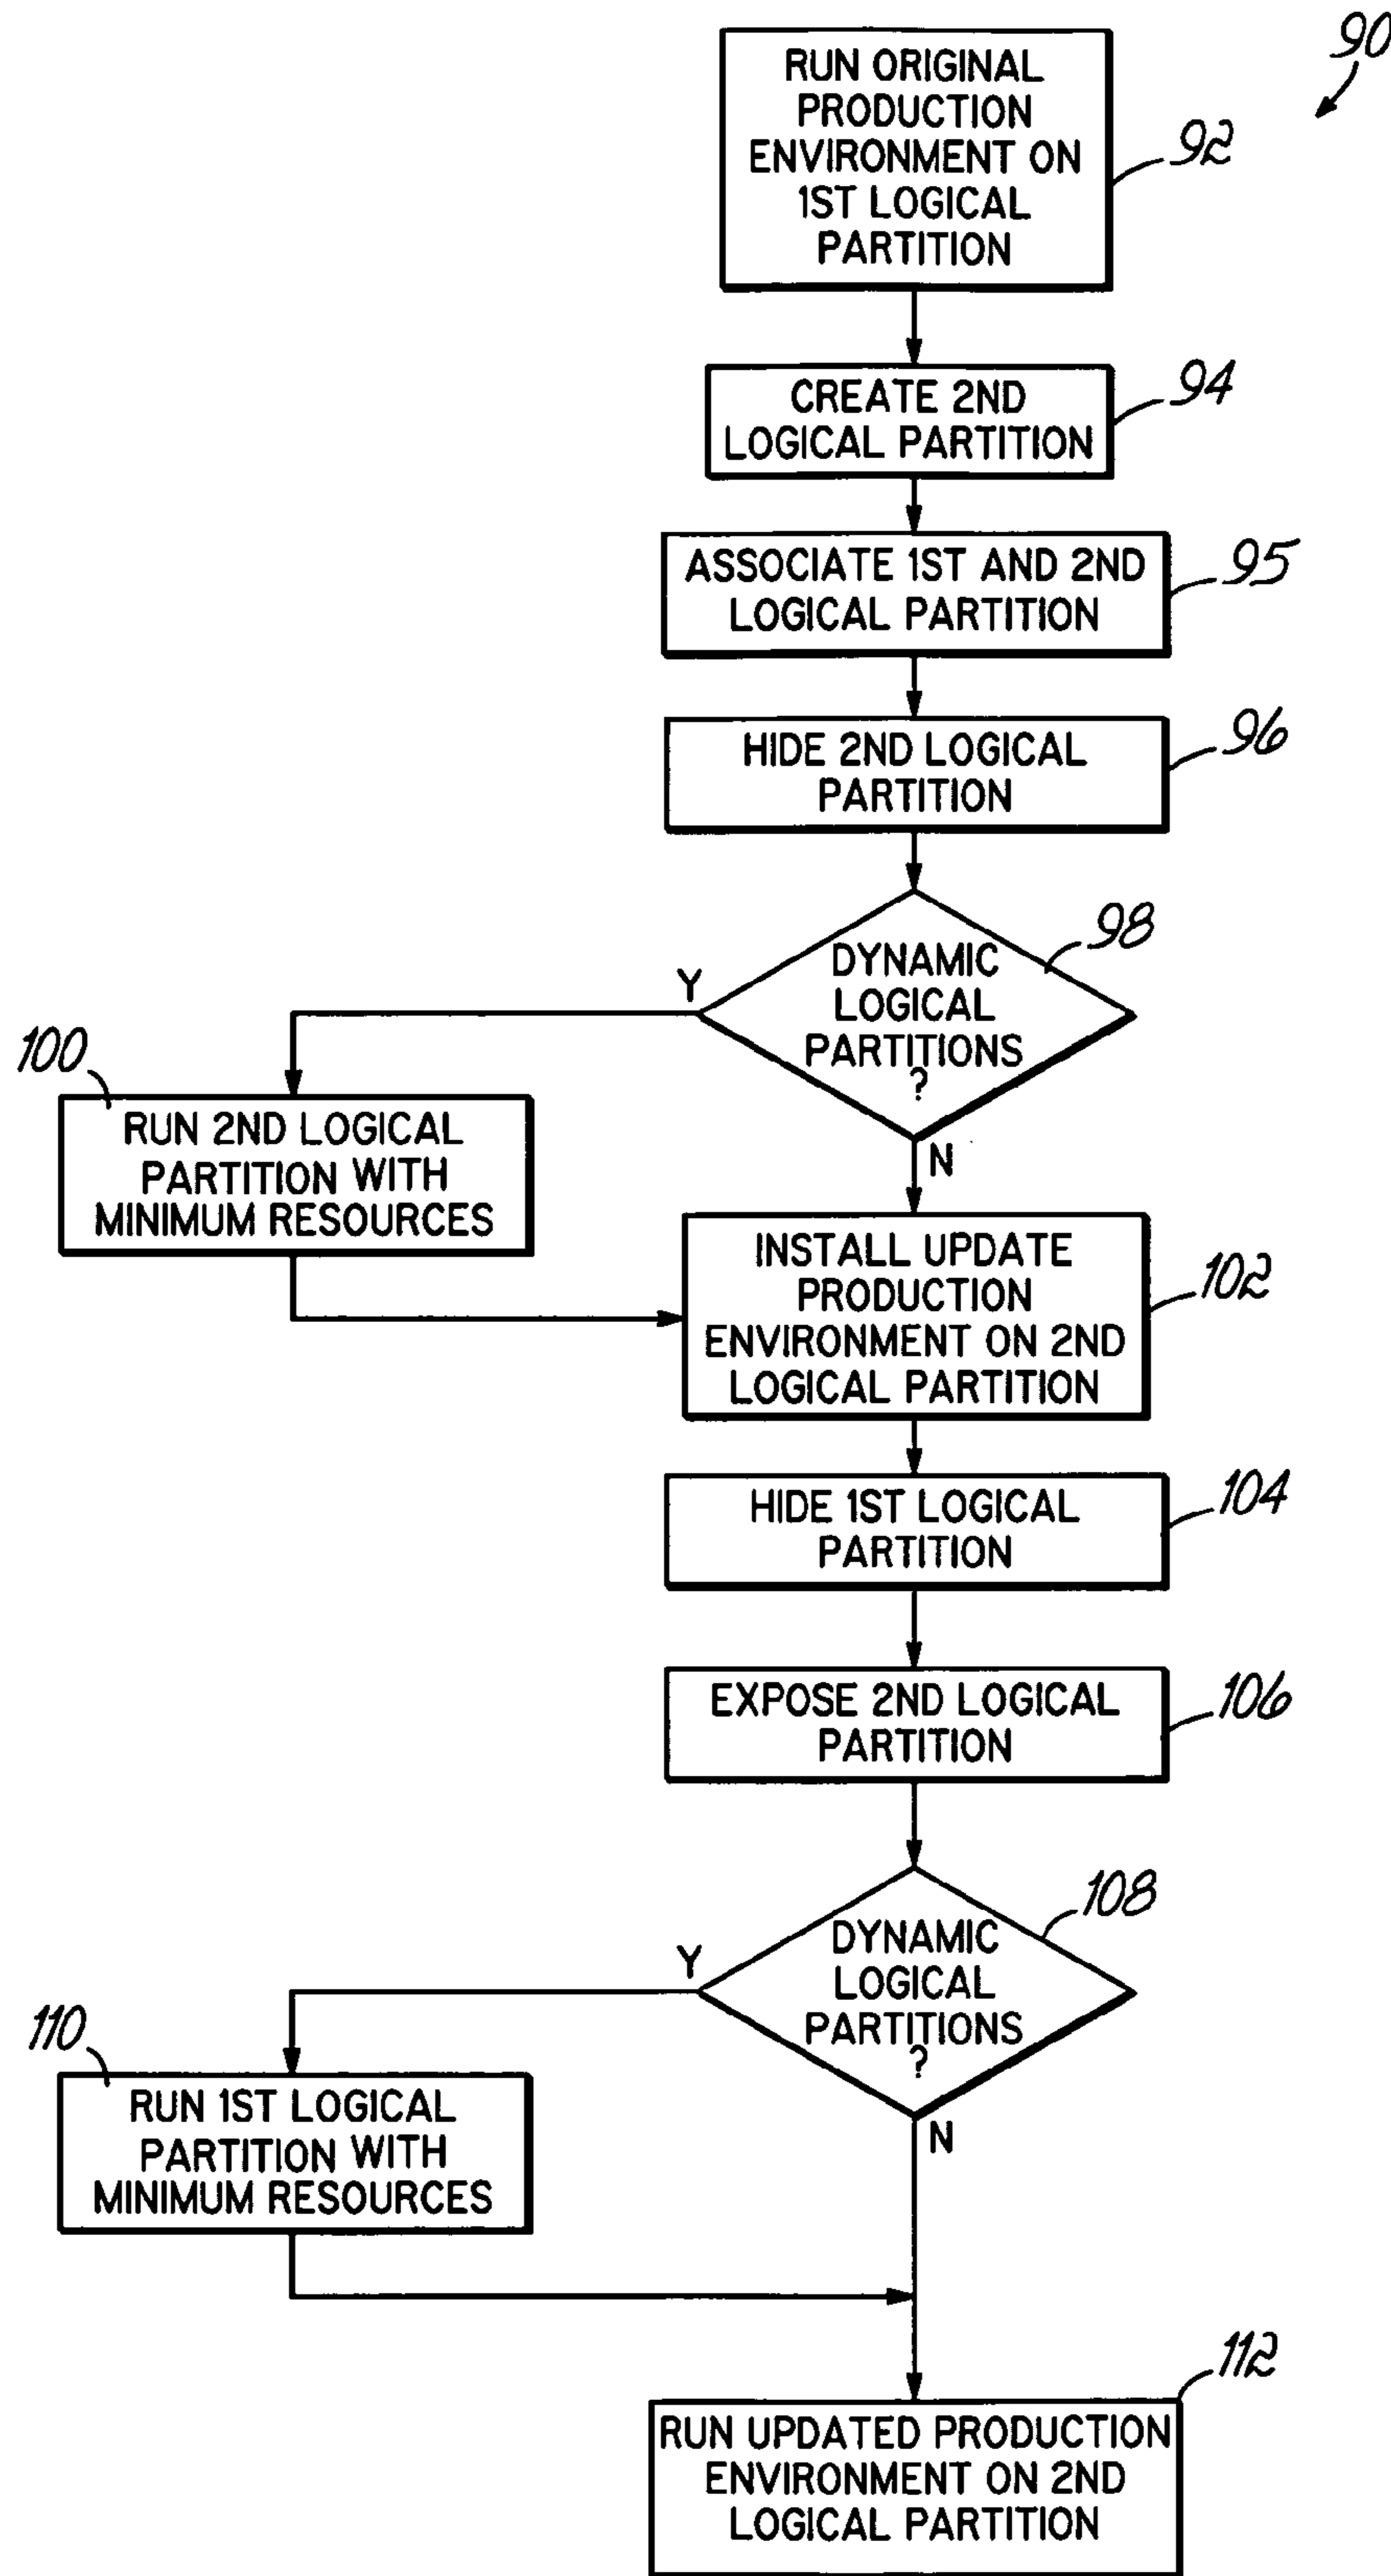 90
RUN ORIGINAL
PRODUCTION
ENVIRONMENT ON
1ST LOGICAL
PARTITION
92
CREATE 2ND
LOGICAL PARTITION
94
ASSOCIATE 1ST AND 2ND
LOGICAL PARTITION
95
HIDE 2ND LOGICAL
PARTITION
96
DYNAMIC
LOGICAL
PARTITIONS
?
98
Y
N
100
RUN 2ND LOGICAL
PARTITION WITH
MINIMUM RESOURCES
INSTALL UPDATE
PRODUCTION
ENVIRONMENT ON 2ND
LOGICAL PARTITION
102
HIDE 1ST LOGICAL
PARTITION
104
EXPOSE 2ND LOGICAL
PARTITION
106
DYNAMIC
LOGICAL
PARTITIONS
?
108
Y
N
110
RUN 1ST LOGICAL
PARTITION WITH
MINIMUM RESOURCES
112
RUN UPDATED PRODUCTION
ENVIRONMENT ON 2ND
LOGICAL PARTITION